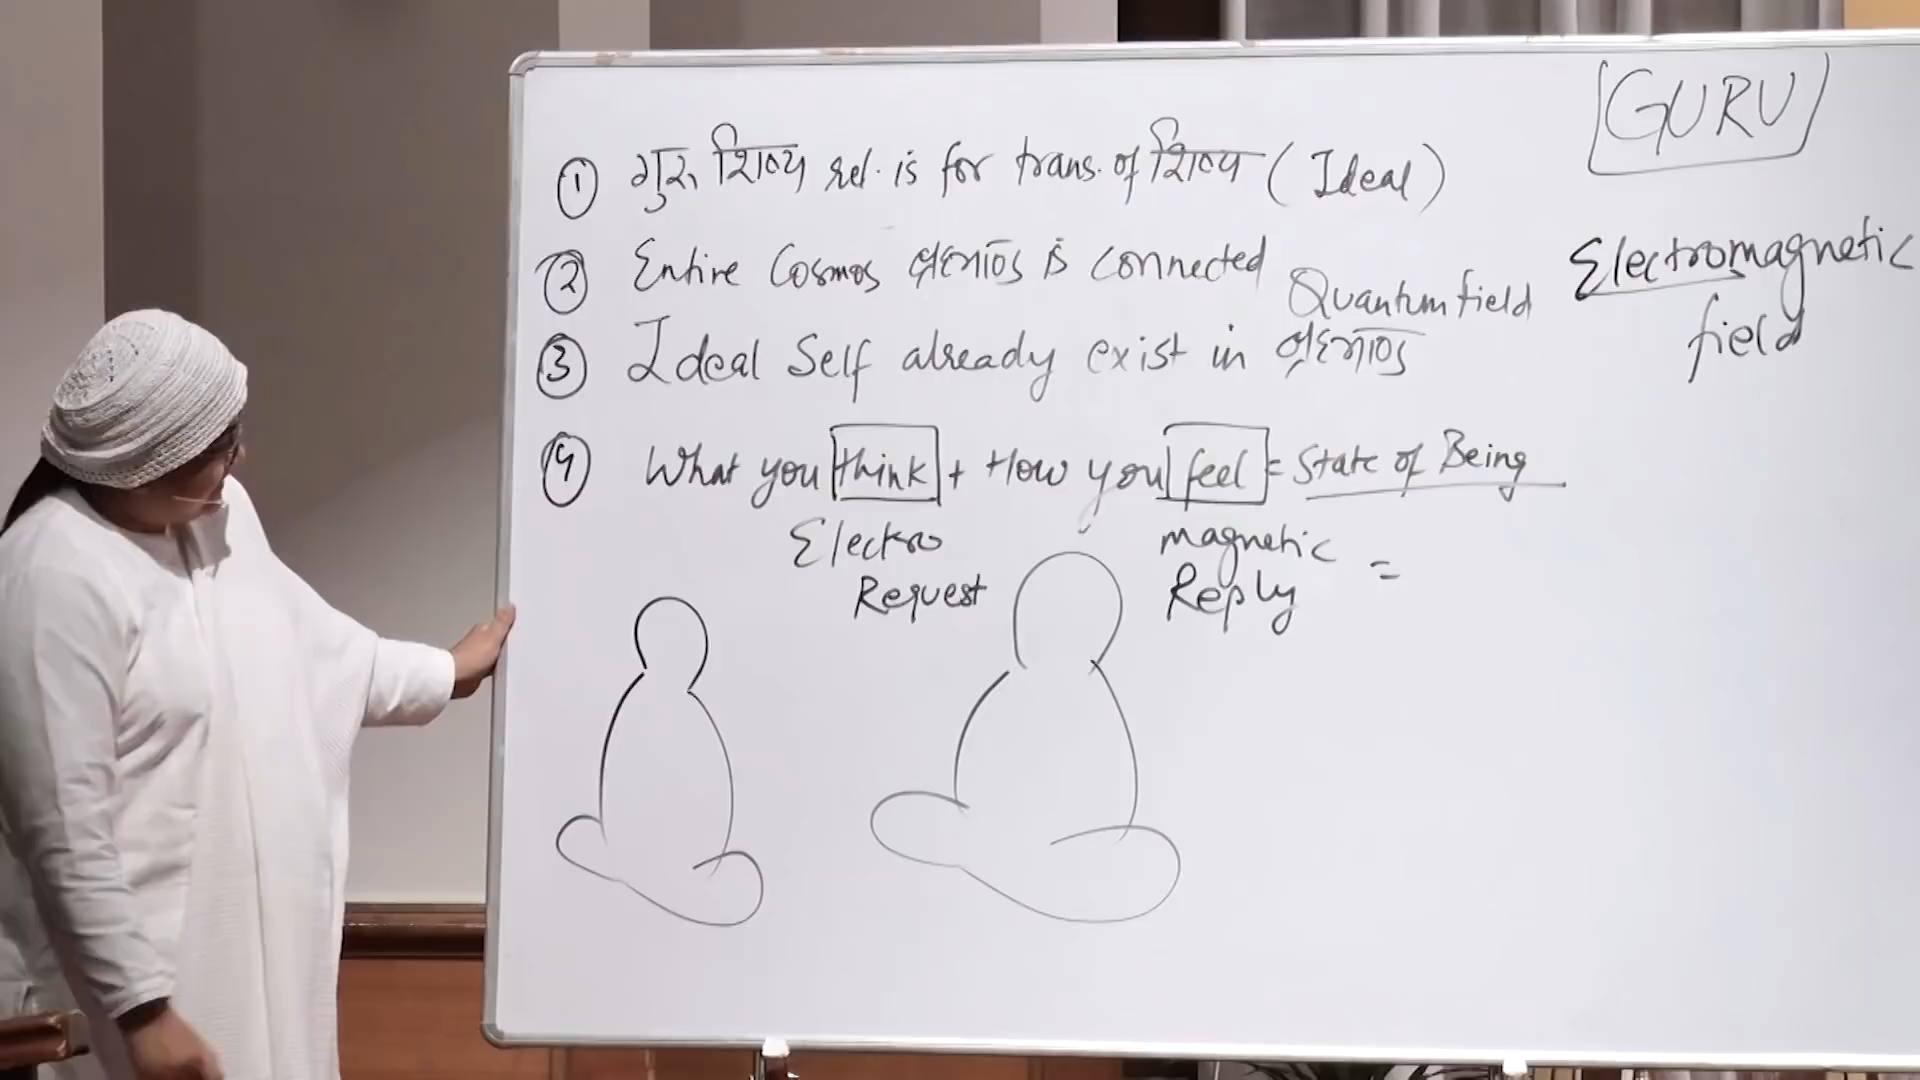 [GURU]
① गुरु, शिष्य rel. is for trans. of शिष्य (Ideal)
② Entire Cosmos ब्रह्मांड is connected
Quantum field
Electromagnetic
field
③ Ideal Self already exist in ब्रह्मांड
④ What you think + How you feel = State of Being
Electro magnetic =
Request Reply